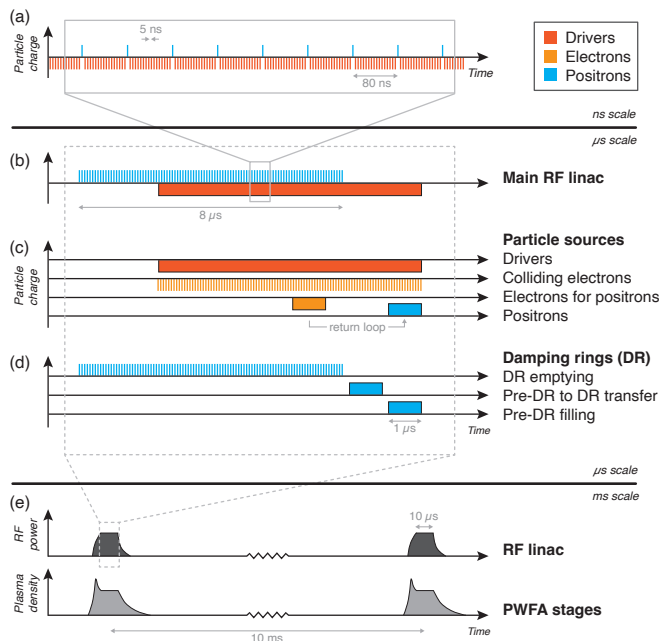 (a)
Particle
charge
5 ns
80 ns
Time
Drivers
Electrons
Positrons
ns scale
µs scale
(b)
8 µs
Main RF linac
(c)
Particle
charge
Particle sources
Drivers
Colliding electrons
Electrons for positrons
Positrons
return loop
(d)
Damping rings (DR)
DR emptying
Pre-DR to DR transfer
Pre-DR filling
1 µs
Time
µs scale
ms scale
(e)
RF
power
10 µs
RF linac
Plasma
density
PWFA stages
10 ms
Time